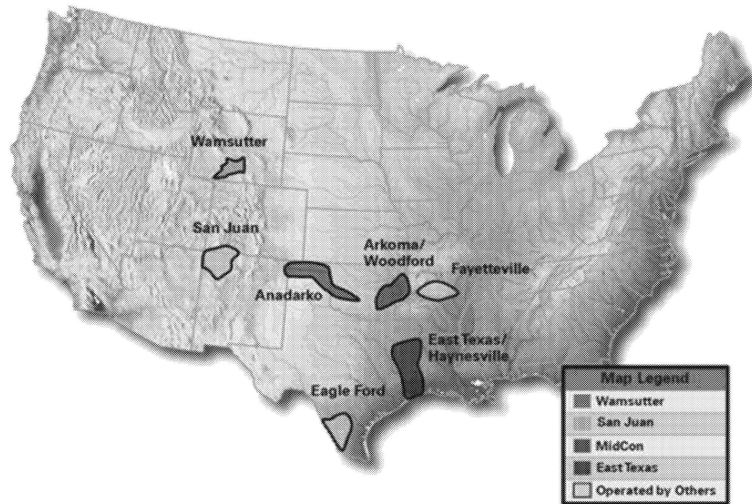 Wamsutter
San Juan
Arkoma/
Woodford
Fayetteville
Anadarko
East Texas/
Haynesville
Eagle Ford
Map Legend
Wamsutter
San Juan
MidCon
East Texas
Operated by Others